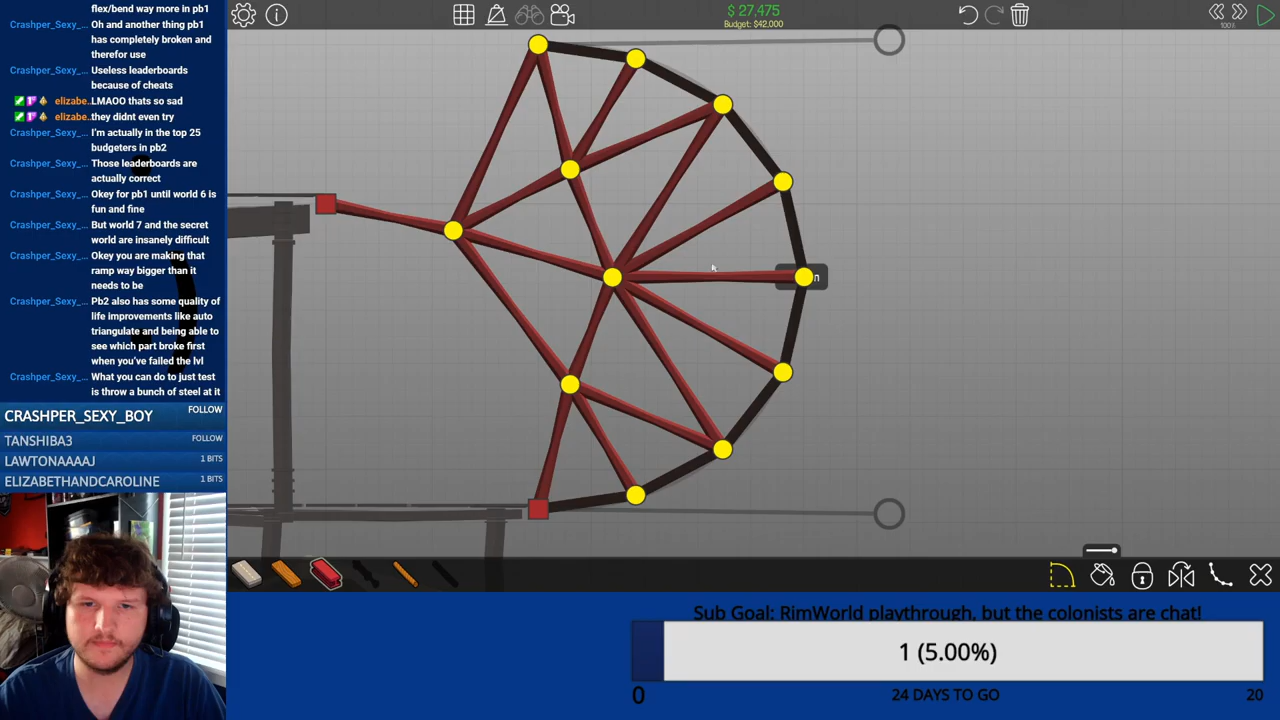 flex/bend way more in pb1
Crashper_Sexy_... Oh and another thing pb1
has completely broken and
therefor use
Crashper_Sexy_... Useless leaderboards
because of cheats
elizabe.. LMAOO thats so sad
elizabe.. they didnt even try
Crashper_Sexy_... I'm actually in the top 25
budgeters in pb2
Crashper_Sexy_... Those leaderboards are
actually correct
Crashper_Sexy_... Okey for pb1 until world 6 is
fun and fine
Crashper_Sexy_... But world 7 and the secret
world are insanely difficult
Crashper_Sexy_... Okey you are making that
ramp way bigger than it
needs to be
Crashper_Sexy_... Pb2 also has some quality of
life improvements like auto
triangulate and being able to
see which part broke first
when you've failed the lvl
Crashper_Sexy_... What you can do to just test
is throw a bunch of steel at it
CRASHPER_SEXY_BOY FOLLOW
TANSHIBA3 FOLLOW
LAWTONAAAAJ 1 BITS
ELIZABETHANDCAROLINE 1 BITS
$ 27,475
Budget: $42.000
100%
Sub Goal: RimWorld playthrough, but the colonists are chat!
1 (5.00%)
0
24 DAYS TO GO
20